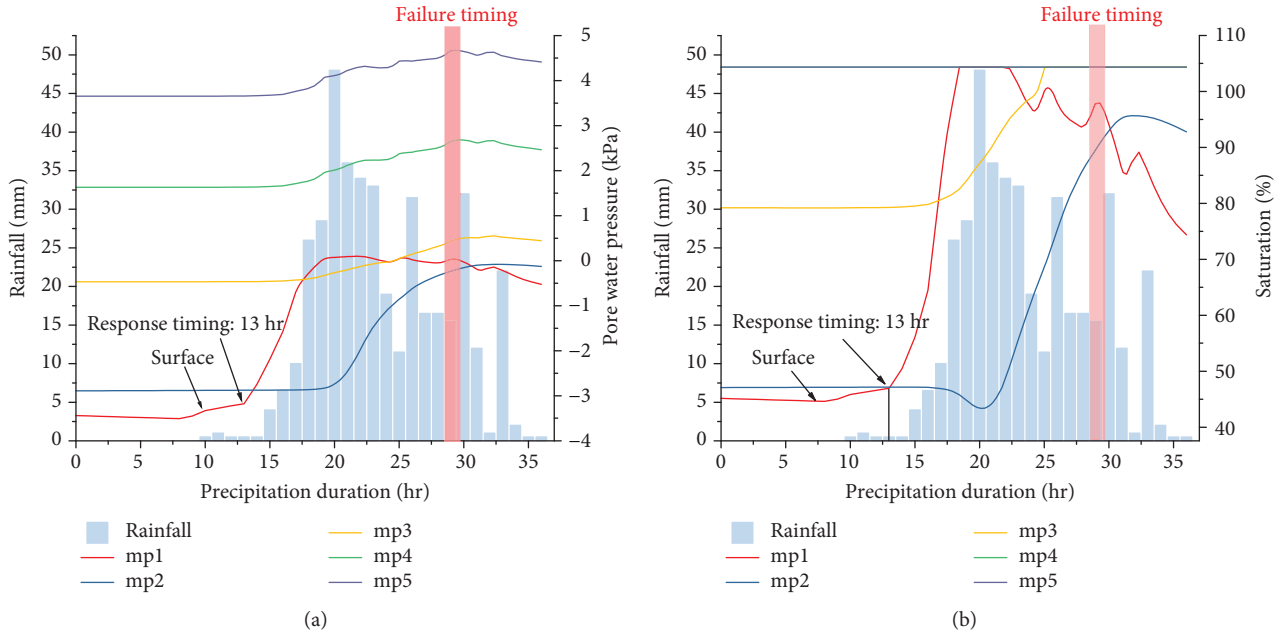 Failure timing
50
45
40
35
30
25
20
15
10
5
0
Rainfall (mm)
5
4
3
2
1
0
−1
−2
−3
−4
Pore water pressure (kPa)
Response timing: 13 hr
Surface
0 5 10 15 20 25 30 35
Precipitation duration (hr)
Rainfall
mp1
mp2
mp3
mp4
mp5
(a)
Failure timing
50
45
40
35
30
25
20
15
10
5
0
Rainfall (mm)
110
100
90
80
70
60
50
40
Saturation (%)
Response timing: 13 hr
Surface
0 5 10 15 20 25 30 35
Precipitation duration (hr)
Rainfall
mp1
mp2
mp3
mp4
mp5
(b)